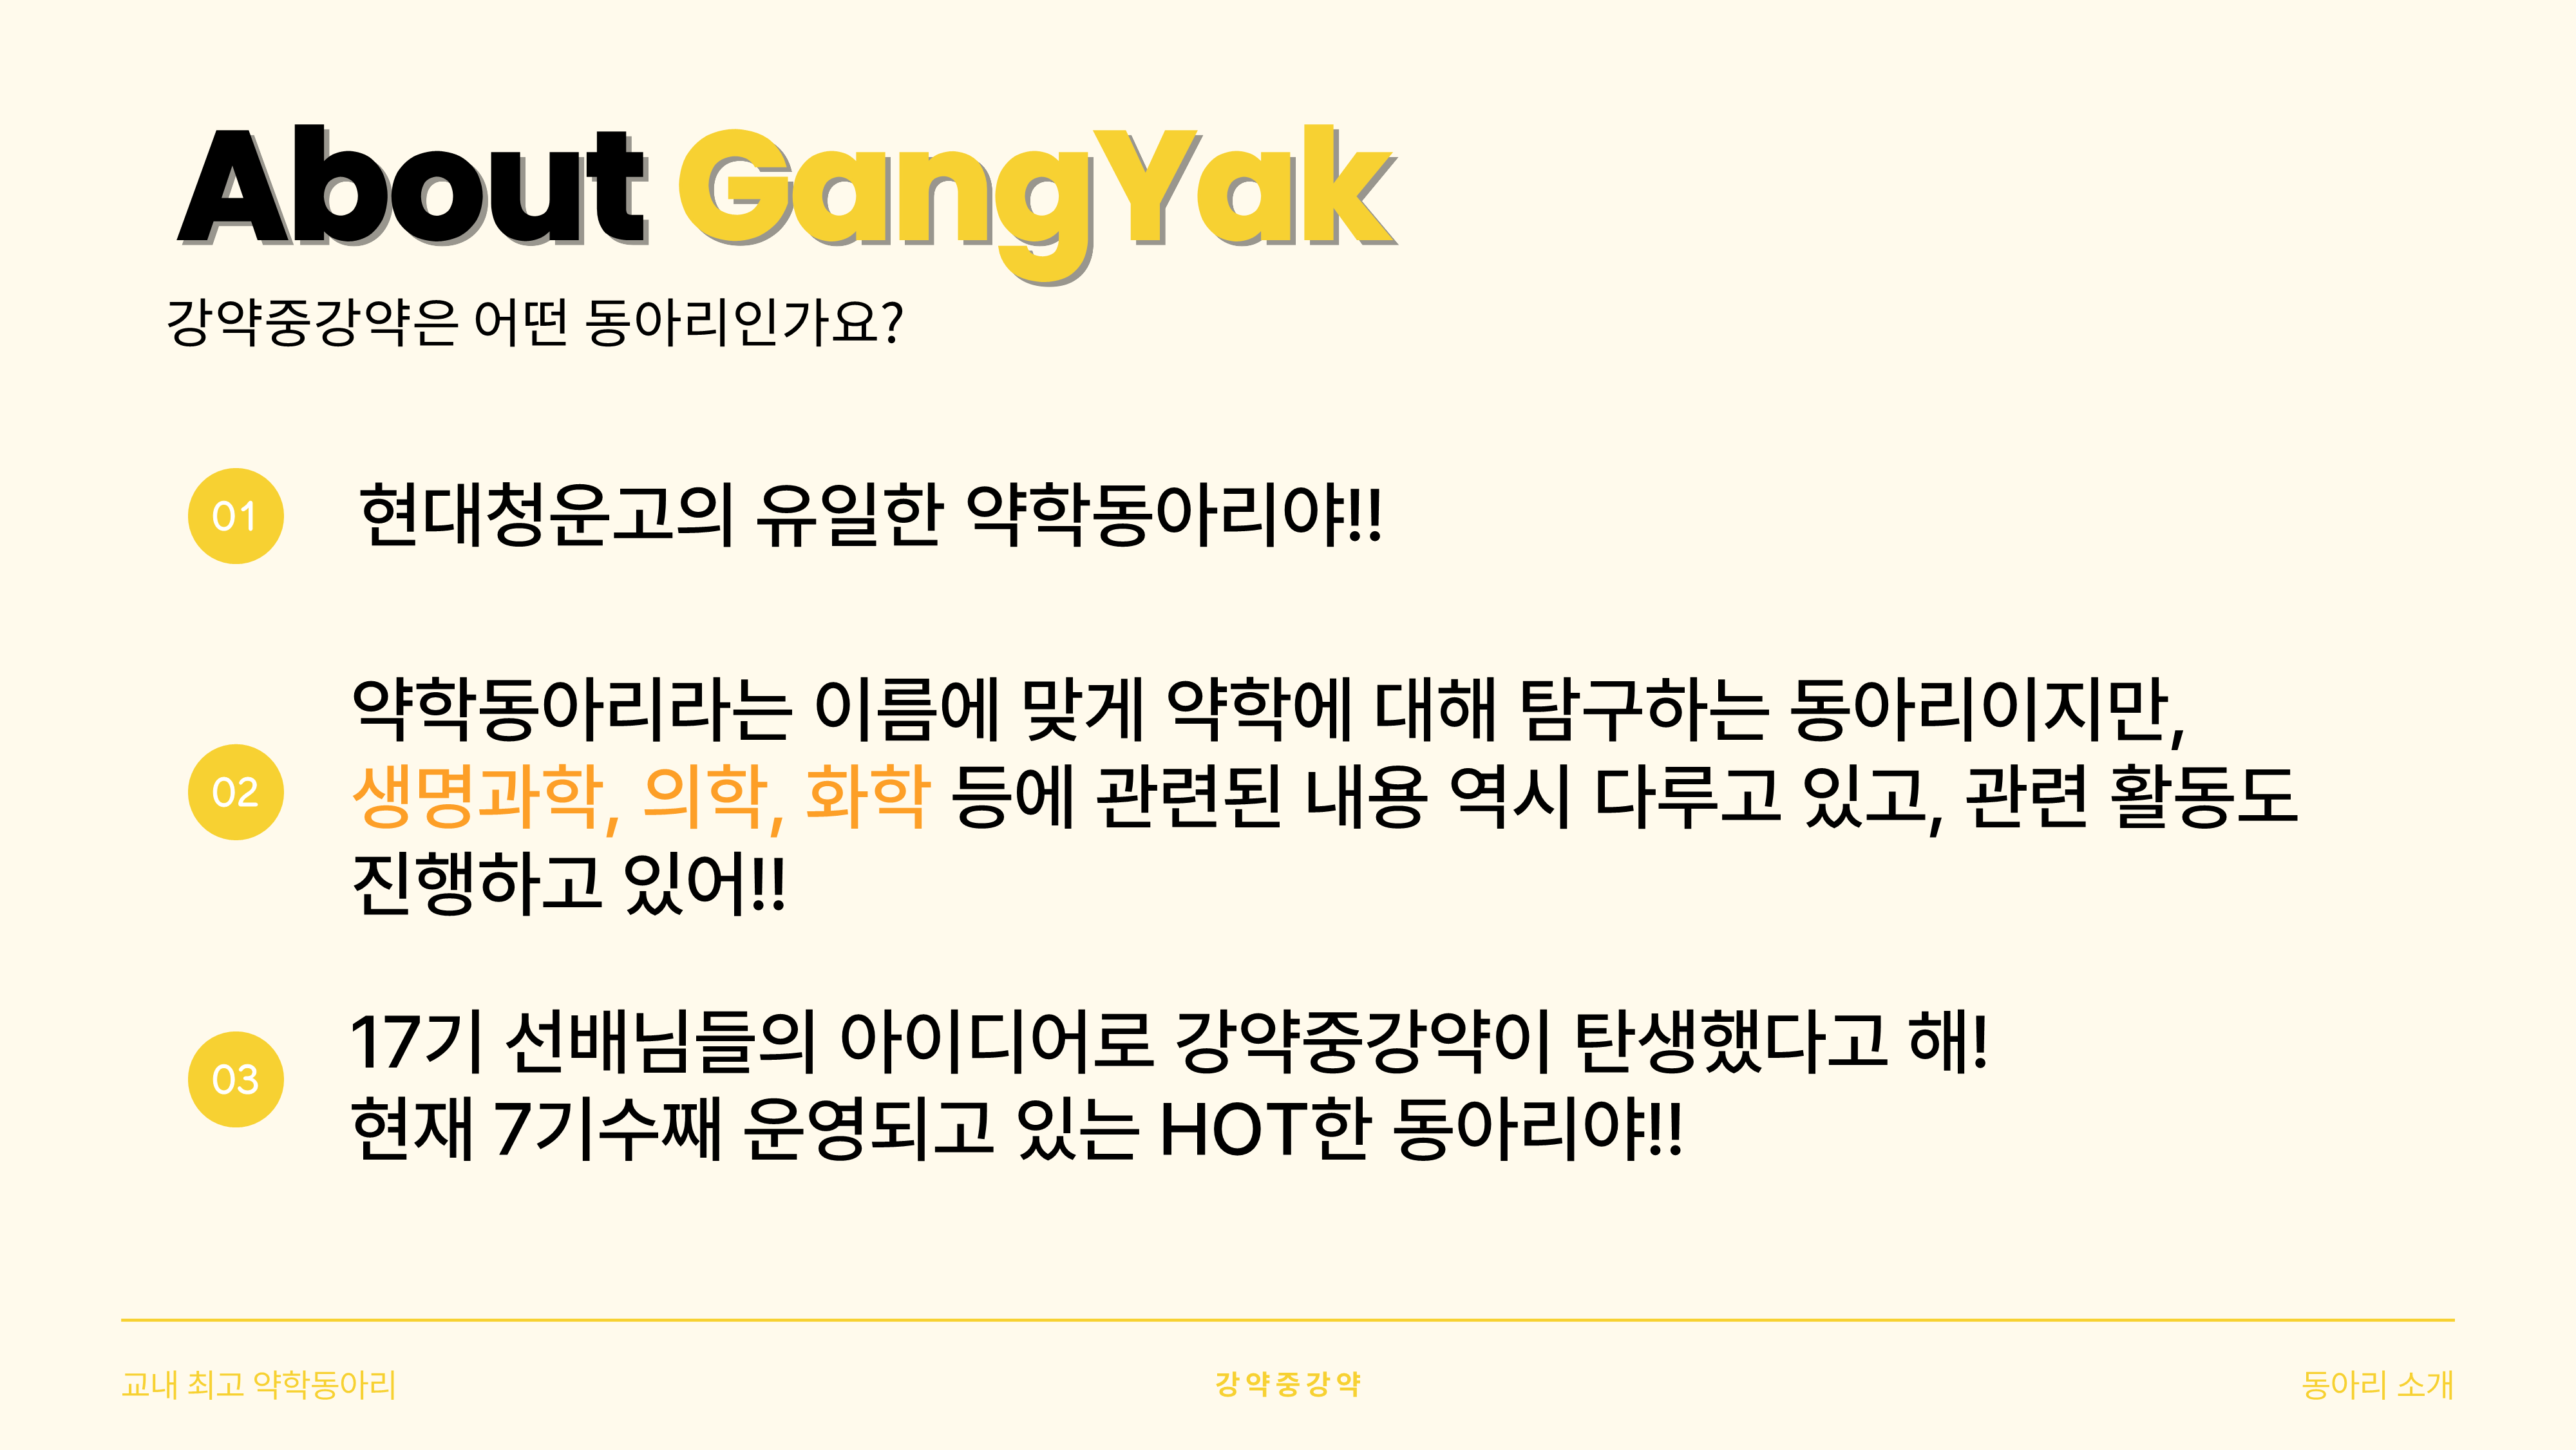 About GangYak
강약중강약은 어떤 동아리인가요?
01
현대청운고의 유일한 약학동아리야!!
02
약학동아리라는 이름에 맞게 약학에 대해 탐구하는 동아리이지만,
생명과학, 의학, 화학 등에 관련된 내용 역시 다루고 있고, 관련 활동도
진행하고 있어!!
03
17기 선배님들의 아이디어로 강약중강약이 탄생했다고 해!
현재 7기수째 운영되고 있는 HOT한 동아리야!!
교내 최고 약학동아리
강약중강약
동아리 소개